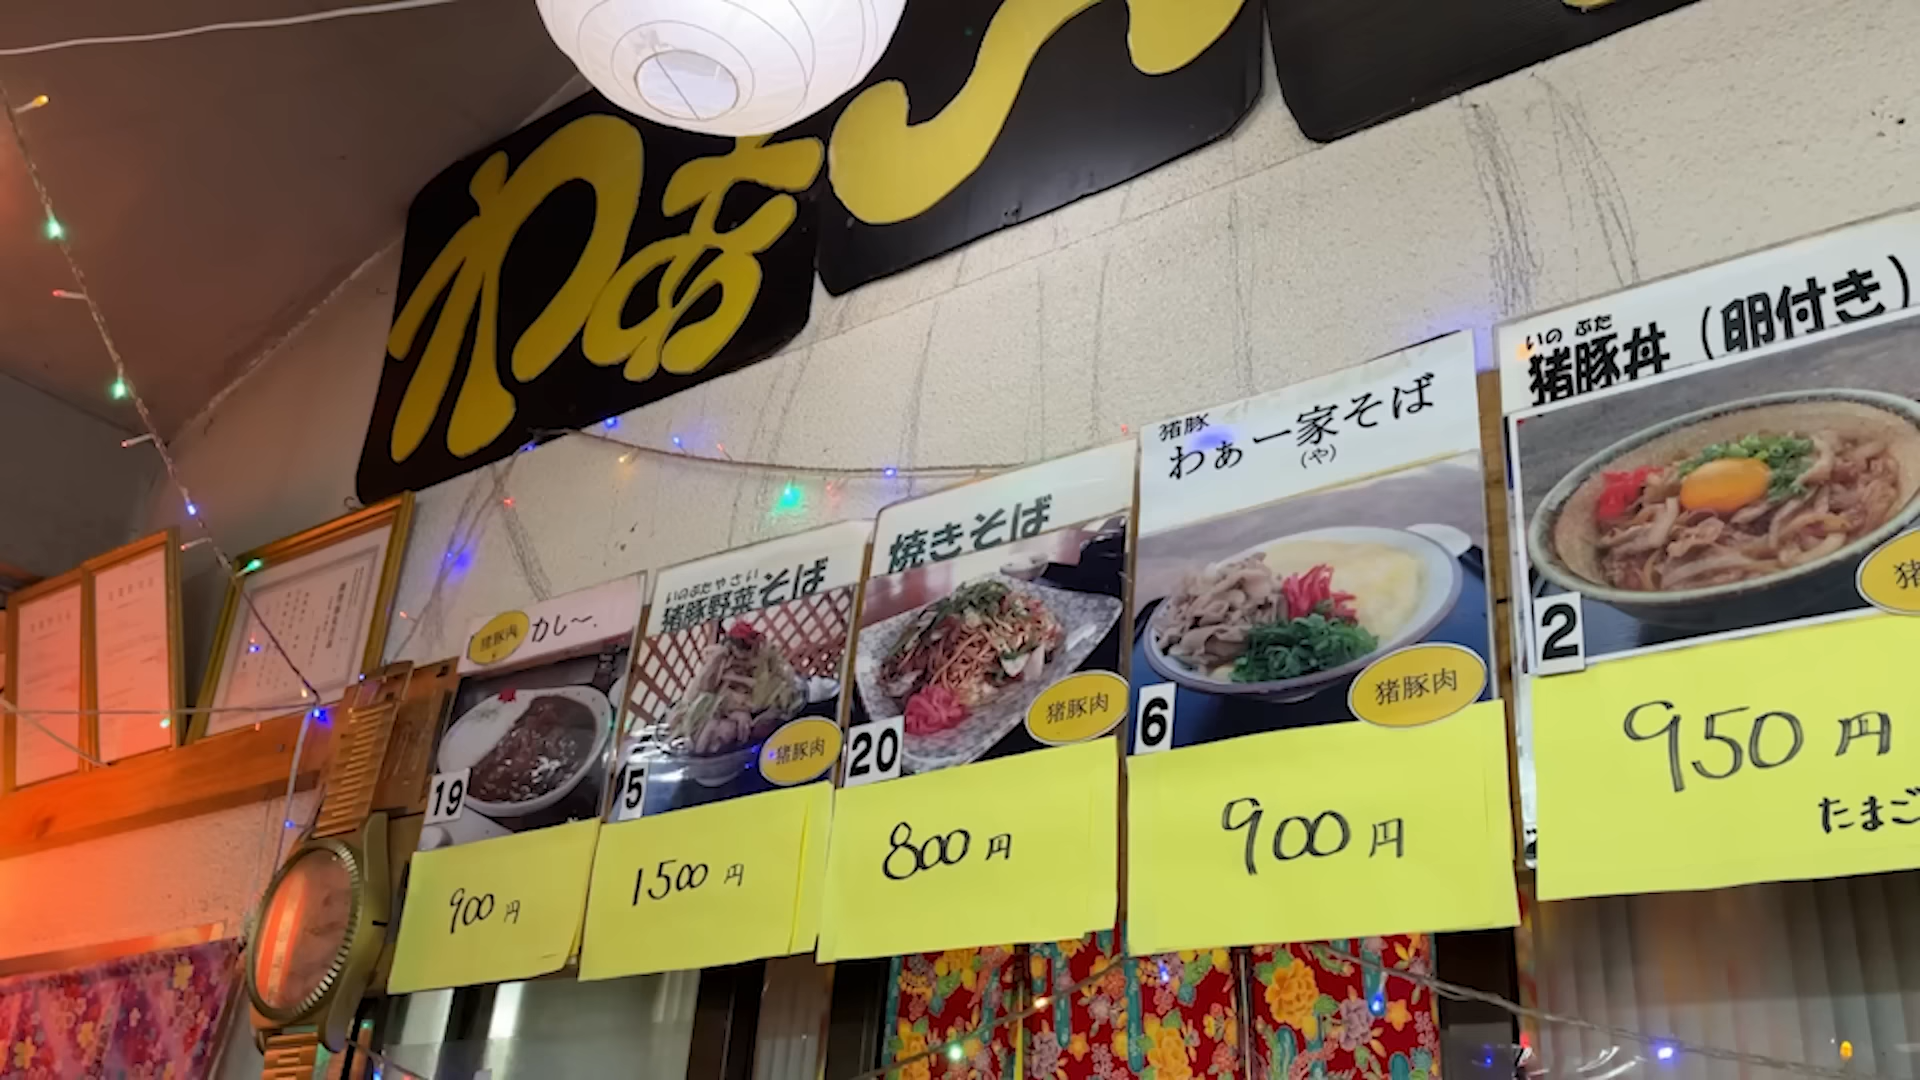 わぁー
猪豚肉
カレー.
19
900円
いのぶたやさい
猪豚野菜そば
猪豚肉
5
1500円
焼きそば
猪豚肉
20
800円
猪豚
わぁー家そば
(や)
猪豚肉
6
900円
いの ぶた
猪豚丼(卵付き)
2
猪
950円
たまご